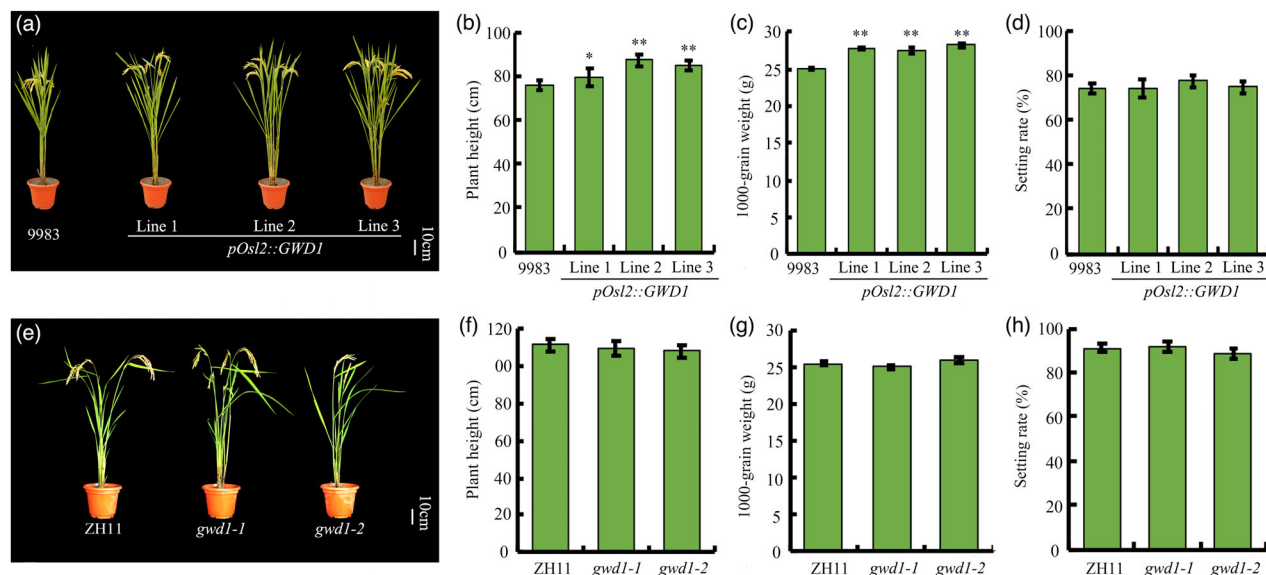 (a)
9983
Line 1
Line 2
Line 3
pOsl2::GWD1
10cm
(b)
Plant height (cm)
100
80
60
40
20
0
** **
*
9983 Line 1 Line 2 Line 3
pOsl2::GWD1
(c)
1000-grain weight (g)
30
25
20
15
10
5
0
** ** **
9983 Line 1 Line 2 Line 3
pOsl2::GWD1
(d)
Setting rate (%)
100
80
60
40
20
0
9983 Line 1 Line 2 Line 3
pOsl2::GWD1
(e)
ZH11
gwd1-1
gwd1-2
10cm
(f)
Plant height (cm)
120
00
80
60
40
20
0
ZH11 gwd1-1 gwd1-2
(g)
1000-grain weight (g)
35
30
25
20
15
10
5
0
ZH11 gwd1-1 gwd1-2
(h)
Setting rate (%)
100
80
60
40
20
0
ZH11 gwd1-1 gwd1-2